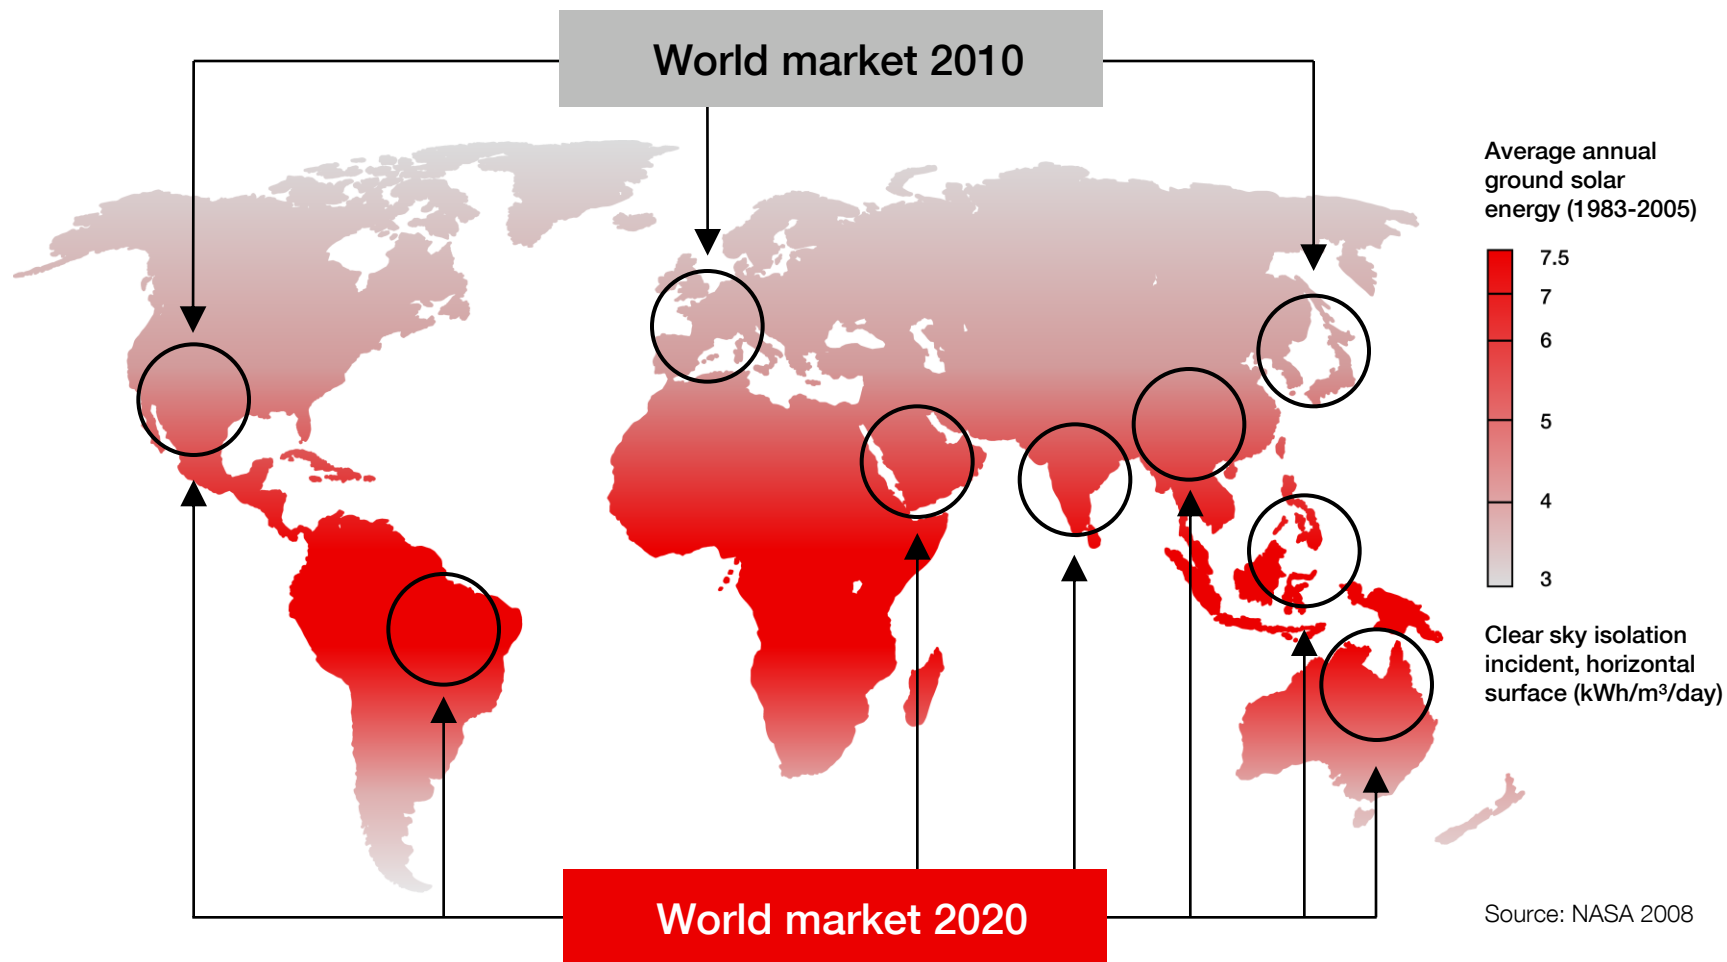 World market 2010
Average annual
ground solar
energy (1983-2005)
7.5
7
6
5
4
3
Clear sky isolation
incident, horizontal
surface (kWh/m³/day)
World market 2020
Source: NASA 2008